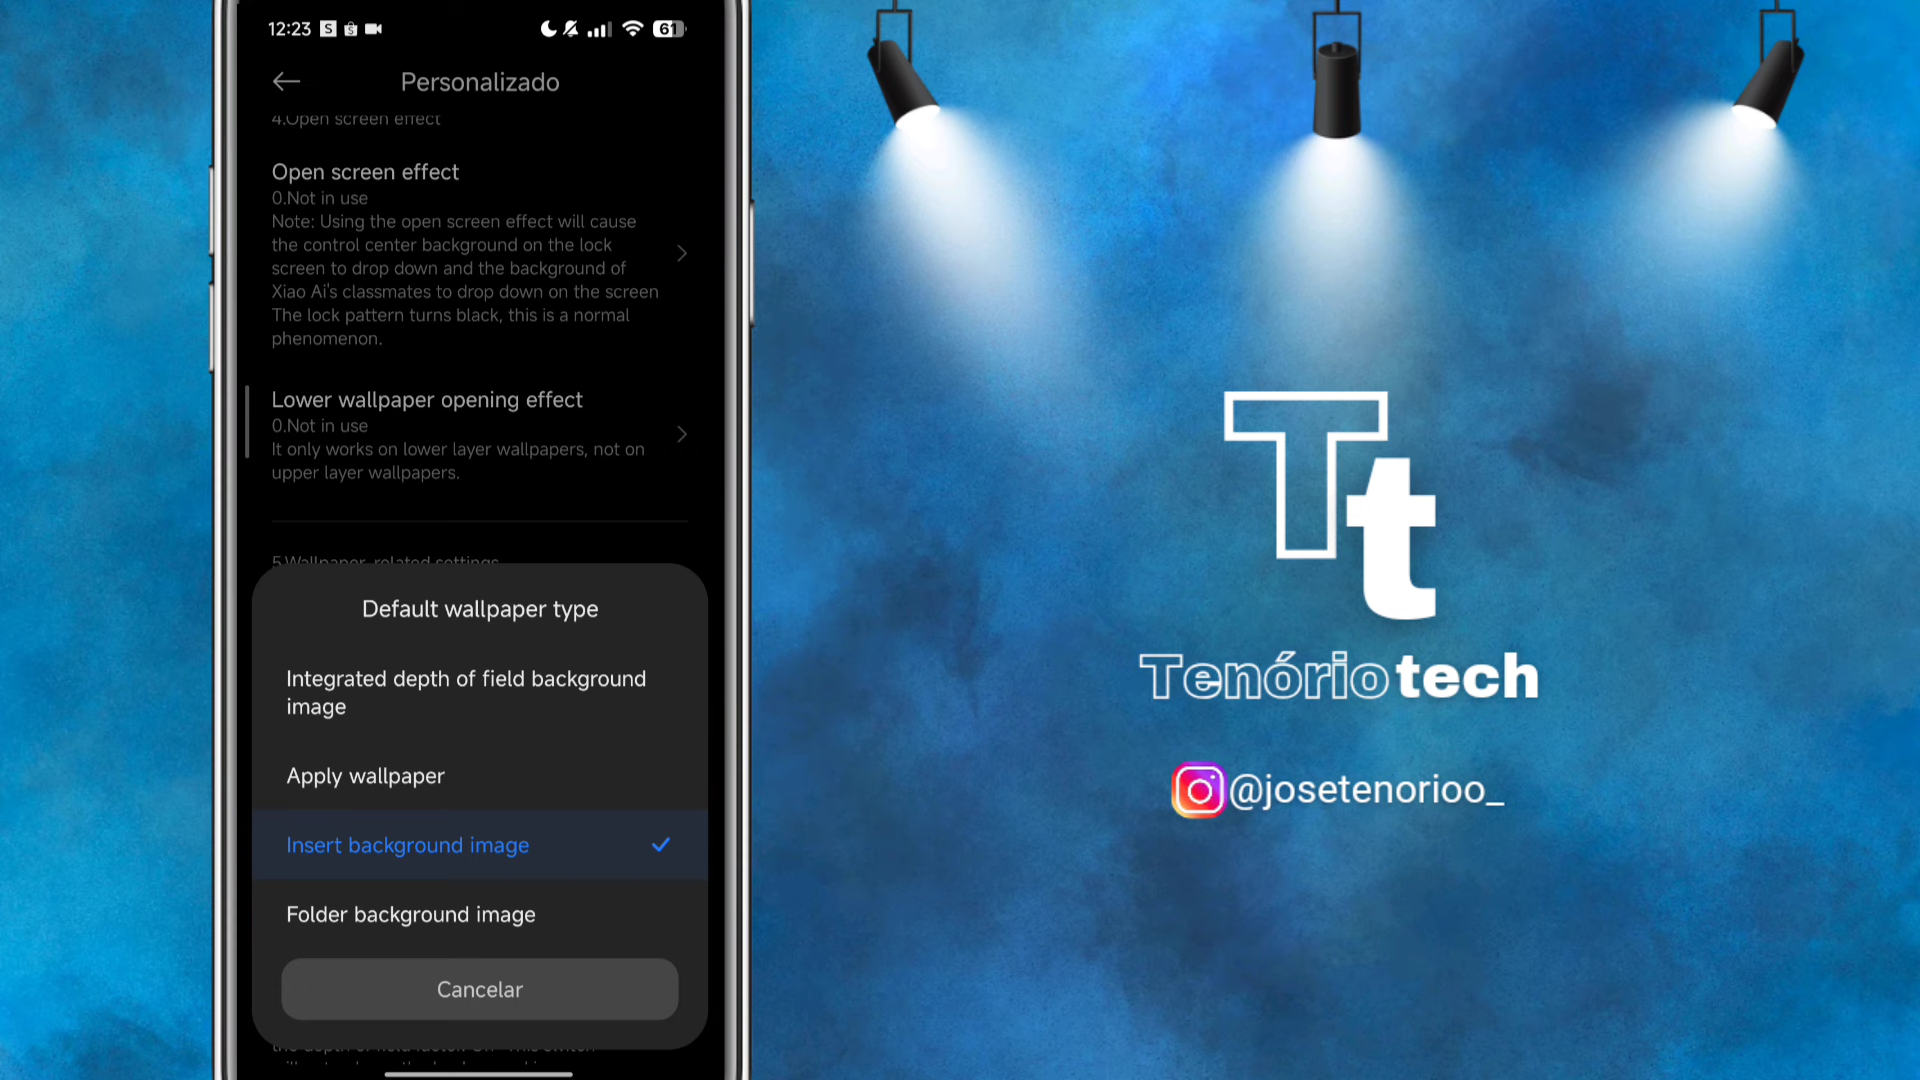 12:23
61
Personalizado
4.Open screen effect
Open screen effect
0.Not in use
Note: Using the open screen effect will cause
the control center background on the lock
screen to drop down and the background of
Xiao Ai's classmates to drop down on the screen
The lock pattern turns black, this is a normal
phenomenon.
Lower wallpaper opening effect
0.Not in use
It only works on lower layer wallpapers, not on
upper layer wallpapers.
5.Wallpaper-related settings
Default wallpaper type
Integrated depth of field background
image
Apply wallpaper
Insert background image
Folder background image
Cancelar
Tt
Tenório tech
@josetenorioo_